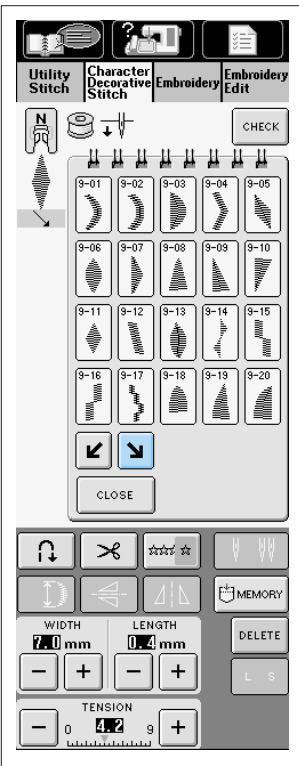 ?
Utility Stitch
Character Decorative Stitch
Embroidery
Embroidery Edit
N
CHECK
9-01 9-02 9-03 9-04 9-05
9-06 9-07 9-08 9-09 9-10
9-11 9-12 9-13 9-14 9-15
9-16 9-17 9-18 9-19 9-20
CLOSE
MEMORY
WIDTH LENGTH
7.0 mm 0.4 mm
DELETE
− + − +
L S
TENSION
− 0 4.2 9 +